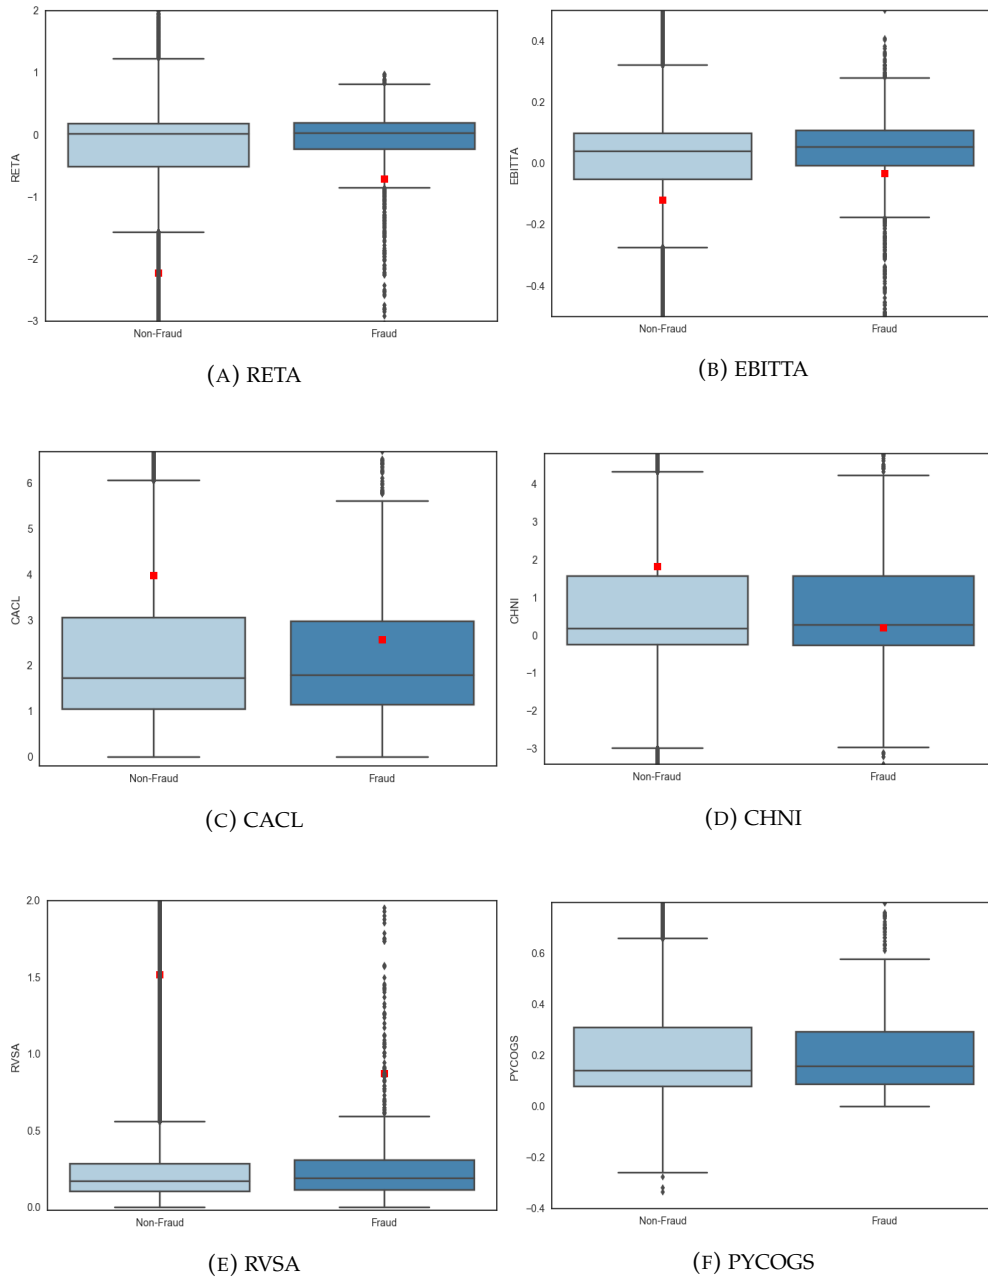 2
1
0
−1
−2
−3
RETA
Non-Fraud
Fraud
(A) RETA
0.4
0.2
0.0
−0.2
−0.4
EBITTA
Non-Fraud
Fraud
(B) EBITTA
6
5
4
3
2
1
0
CACL
Non-Fraud
Fraud
(C) CACL
4
3
2
1
0
−1
−2
−3
CHNI
Non-Fraud
Fraud
(D) CHNI
2.0
1.5
1.0
0.5
0.0
RVSA
Non-Fraud
Fraud
(E) RVSA
0.6
0.4
0.2
0.0
−0.2
−0.4
PYCOGS
Non-Fraud
Fraud
(F) PYCOGS